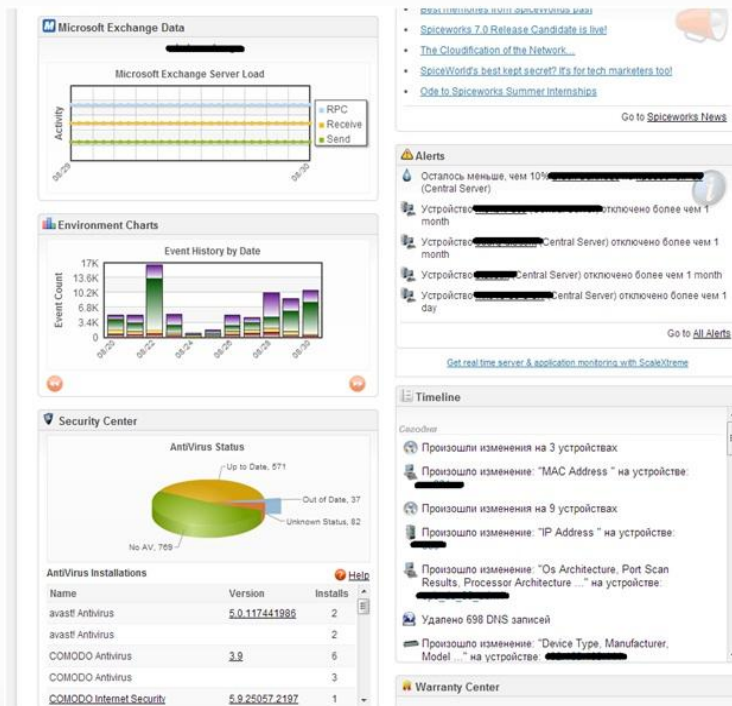 Microsoft Exchange Data
Microsoft Exchange Server Load
Activity
RPC
Receive
Send
08/29
08/30
Environment Charts
Event History by Date
Event Count
17K
13.6K
10.2K
6.8K
3.4K
0
08/20
08/22
08/24
08/26
08/28
08/30
Security Center
AntiVirus Status
Up to Date, 571
Out of Date, 37
Unknown Status, 82
No AV, 769
AntiVirus Installations
Help
Name Version Installs
avast! Antivirus 5.0.117441986 2
avast! Antivirus 2
COMODO Antivirus 3.9 6
COMODO Antivirus 3
COMODO Internet Security 5.9.25057.2197 1
Best memories from SpiceWorlds past
Spiceworks 7.0 Release Candidate is live!
The Cloudification of the Network...
SpiceWorld's best kept secret? It's for tech marketers too!
Ode to Spiceworks Summer Internships
Go to Spiceworks News
Alerts
Осталось меньше, чем 10%
(Central Server)
Устройство отключено более чем 1
month
Устройство (Central Server) отключено более чем 1
month
Устройство Central Server) отключено более чем 1 month
Устройство Central Server) отключено более чем 1
day
Go to All Alerts
Get real time server & application monitoring with ScaleXtreme
Timeline
Сегодня
Произошли изменения на 3 устройствах
Произошло изменение: "MAC Address " на устройстве:
Произошли изменения на 9 устройствах
Произошло изменение: "IP Address " на устройстве:
Произошло изменение: "Os Architecture, Port Scan
Results, Processor Architecture ..." на устройстве:
Удалено 698 DNS записей
Произошло изменение: "Device Type, Manufacturer,
Model ..." на устройстве:
Warranty Center